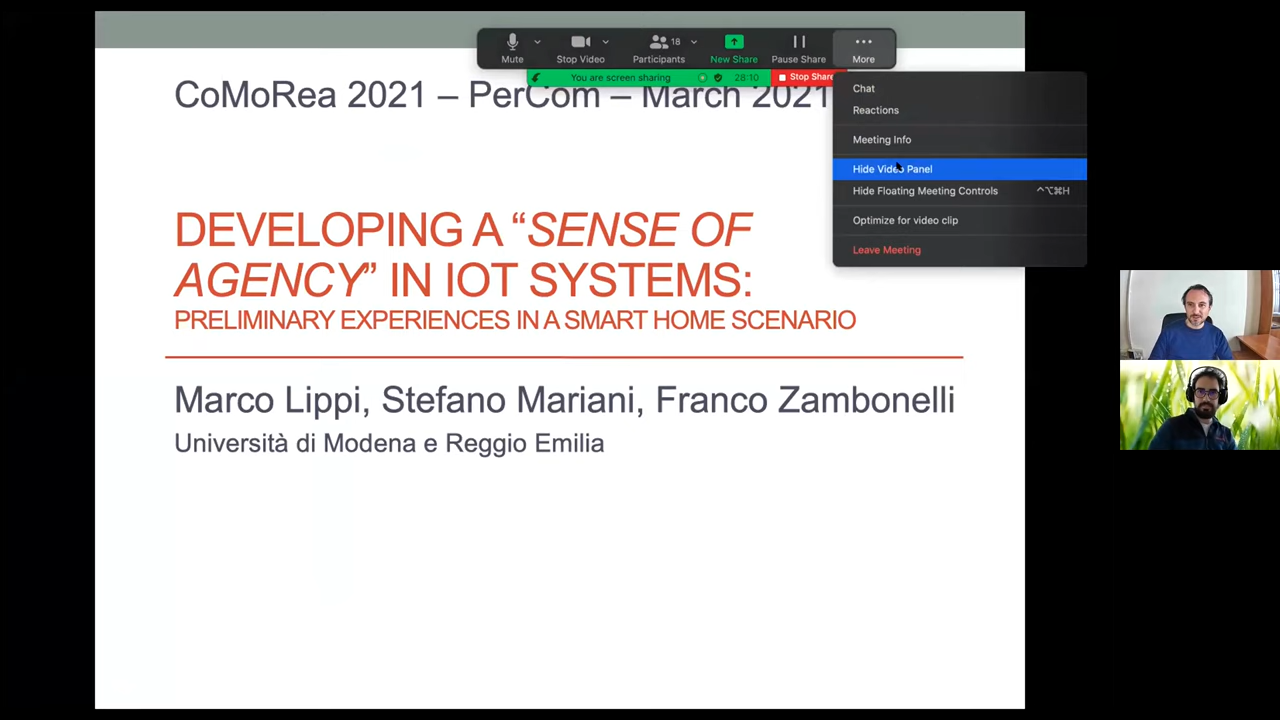 Mute
Stop Video
18
Participants
New Share
Pause Share
More
You are screen sharing
28:10
Stop Share
Chat
Reactions
Meeting Info
Hide Video Panel
Hide Floating Meeting Controls ^⌥⌘H
Optimize for video clip
Leave Meeting
CoMoRea 2021 – PerCom – March 2021
DEVELOPING A “SENSE OF
AGENCY” IN IOT SYSTEMS:
PRELIMINARY EXPERIENCES IN A SMART HOME SCENARIO
Marco Lippi, Stefano Mariani, Franco Zambonelli
Università di Modena e Reggio Emilia